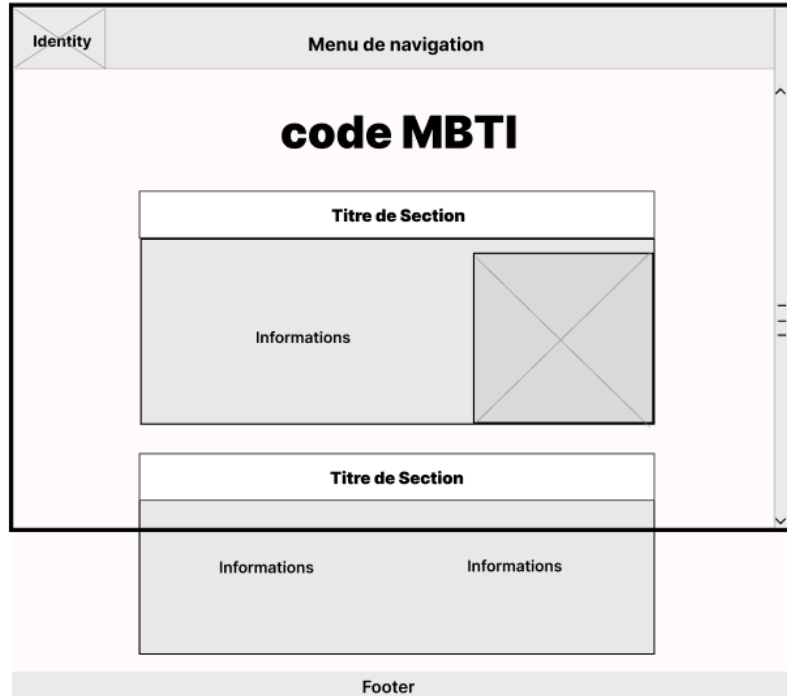 Identity
Menu de navigation
code MBTI
Titre de Section
Informations
Titre de Section
Informations
Informations
Footer